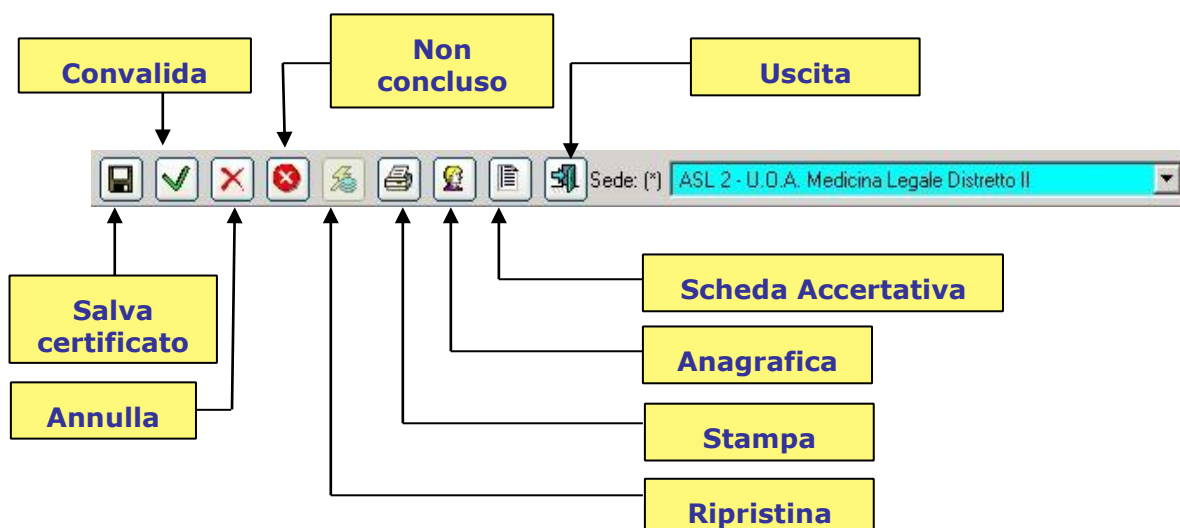 Convalida
Non
concluso
Uscita
Sede: (*) ASL 2 - U.O.A. Medicina Legale Distretto II
Salva
certificato
Scheda Accertativa
Anagrafica
Annulla
Stampa
Ripristina